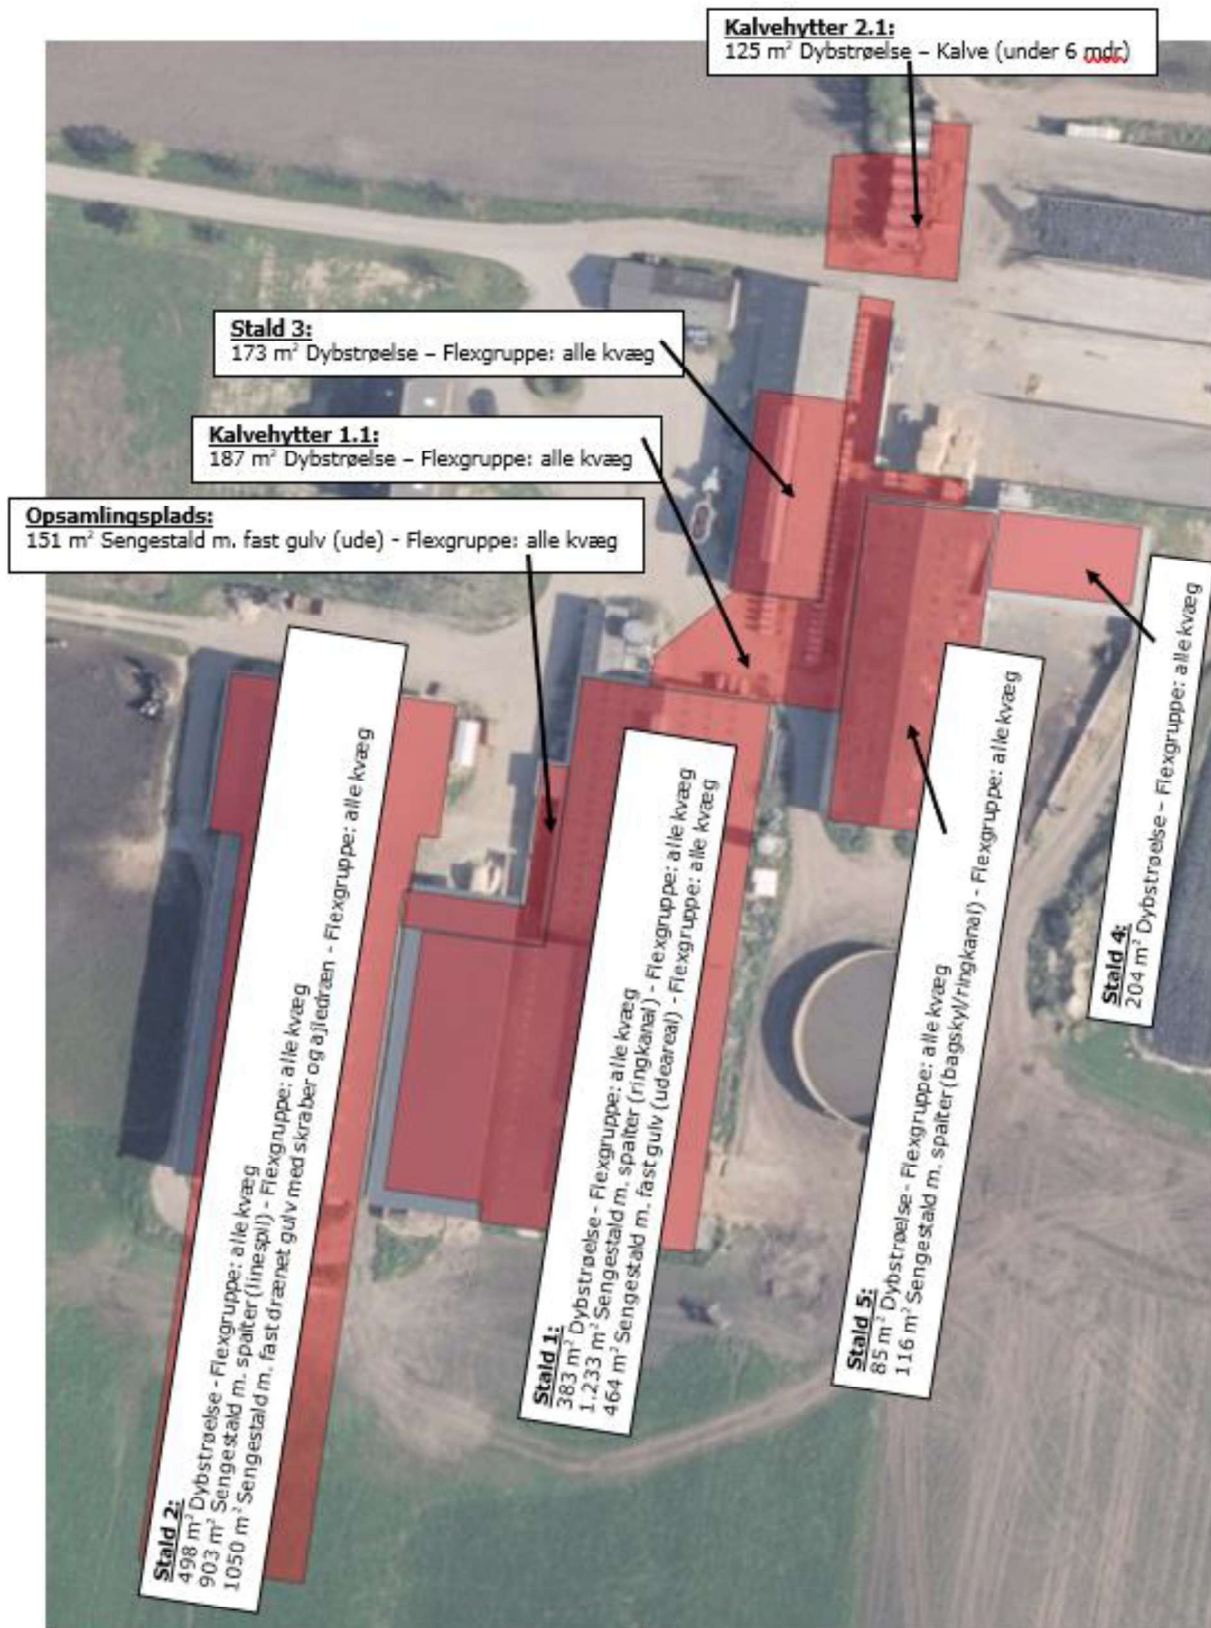 Kalvehytter 2.1:
125 m² Dybstrøelse – Kalve (under 6 mdr)
Stald 3:
173 m² Dybstrøelse – Flexgruppe: alle kvæg
Kalvehytter 1.1:
187 m² Dybstrøelse – Flexgruppe: alle kvæg
Opsamlingsplads:
151 m² Sengestald m. fast gulv (ude) - Flexgruppe: alle kvæg
Stald 2:
498 m² Dybstrøelse - Flexgruppe: alle kvæg
903 m² Sengestald m. spalter (linespil) - Flexgruppe: alle kvæg
1050 m² Sengestald m. fast drænet gulv med skraber og ajledræn - Flexgruppe: alle kvæg
Stald 1:
383 m² Dybstrøelse - Flexgruppe: alle kvæg
1.233 m² Sengestald m. spalter (ringkanal) - Flexgruppe: alle kvæg
464 m² Sengestald m. fast gulv (udeareal) - Flexgruppe: alle kvæg
Stald 5:
85 m² Dybstrøelse - Flexgruppe: alle kvæg
116 m² Sengestald m. spalter (bagskyl/ringkanal) - Flexgruppe: alle kvæg
Stald 4:
204 m² Dybstrøelse – Flexgruppe: alle kvæg